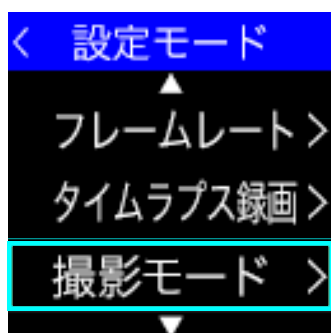 < 設定モード
▲
フレームレート >
タイムラプス録画 >
撮影モード >
▼